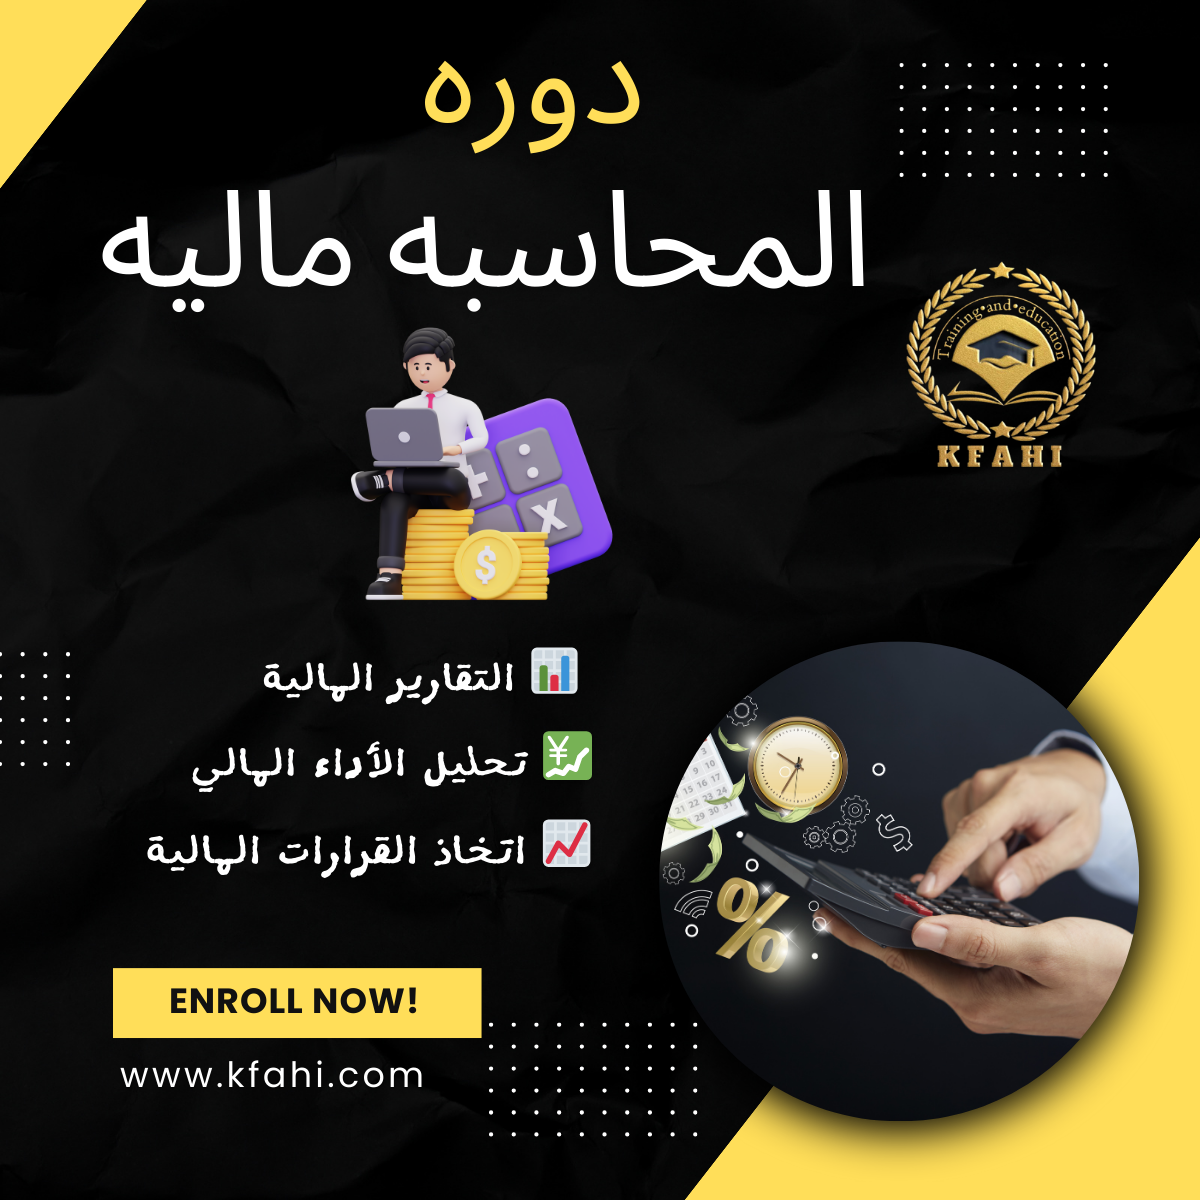 دوره
المحاسبه ماليه
Training•and•education
KFAHI
التقارير المالية
تحليل الأداء المالي
اتخاذ القرارات المالية
ENROLL NOW!
www.kfahi.com